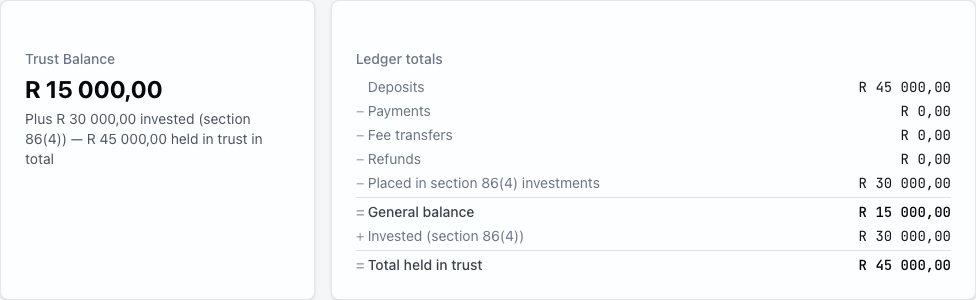 Trust Balance
R 15 000,00
Plus R 30 000,00 invested (section
86(4)) — R 45 000,00 held in trust in
total
Ledger totals
Deposits R 45 000,00
– Payments R 0,00
– Fee transfers R 0,00
– Refunds R 0,00
– Placed in section 86(4) investments R 30 000,00
= General balance R 15 000,00
+ Invested (section 86(4)) R 30 000,00
= Total held in trust R 45 000,00